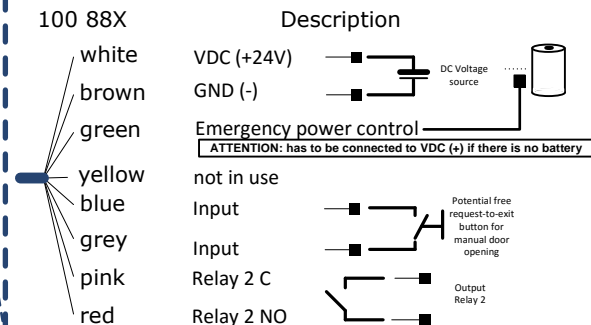 100 88X Description
white VDC (+24V)
DC Voltage
source
brown GND (-)
green Emergency power control
ATTENTION: has to be connected to VDC (+) if there is no battery
yellow not in use
blue Input
Potential free
request-to-exit
button for
manual door
opening
grey Input
pink Relay 2 C
Output
Relay 2
red Relay 2 NO